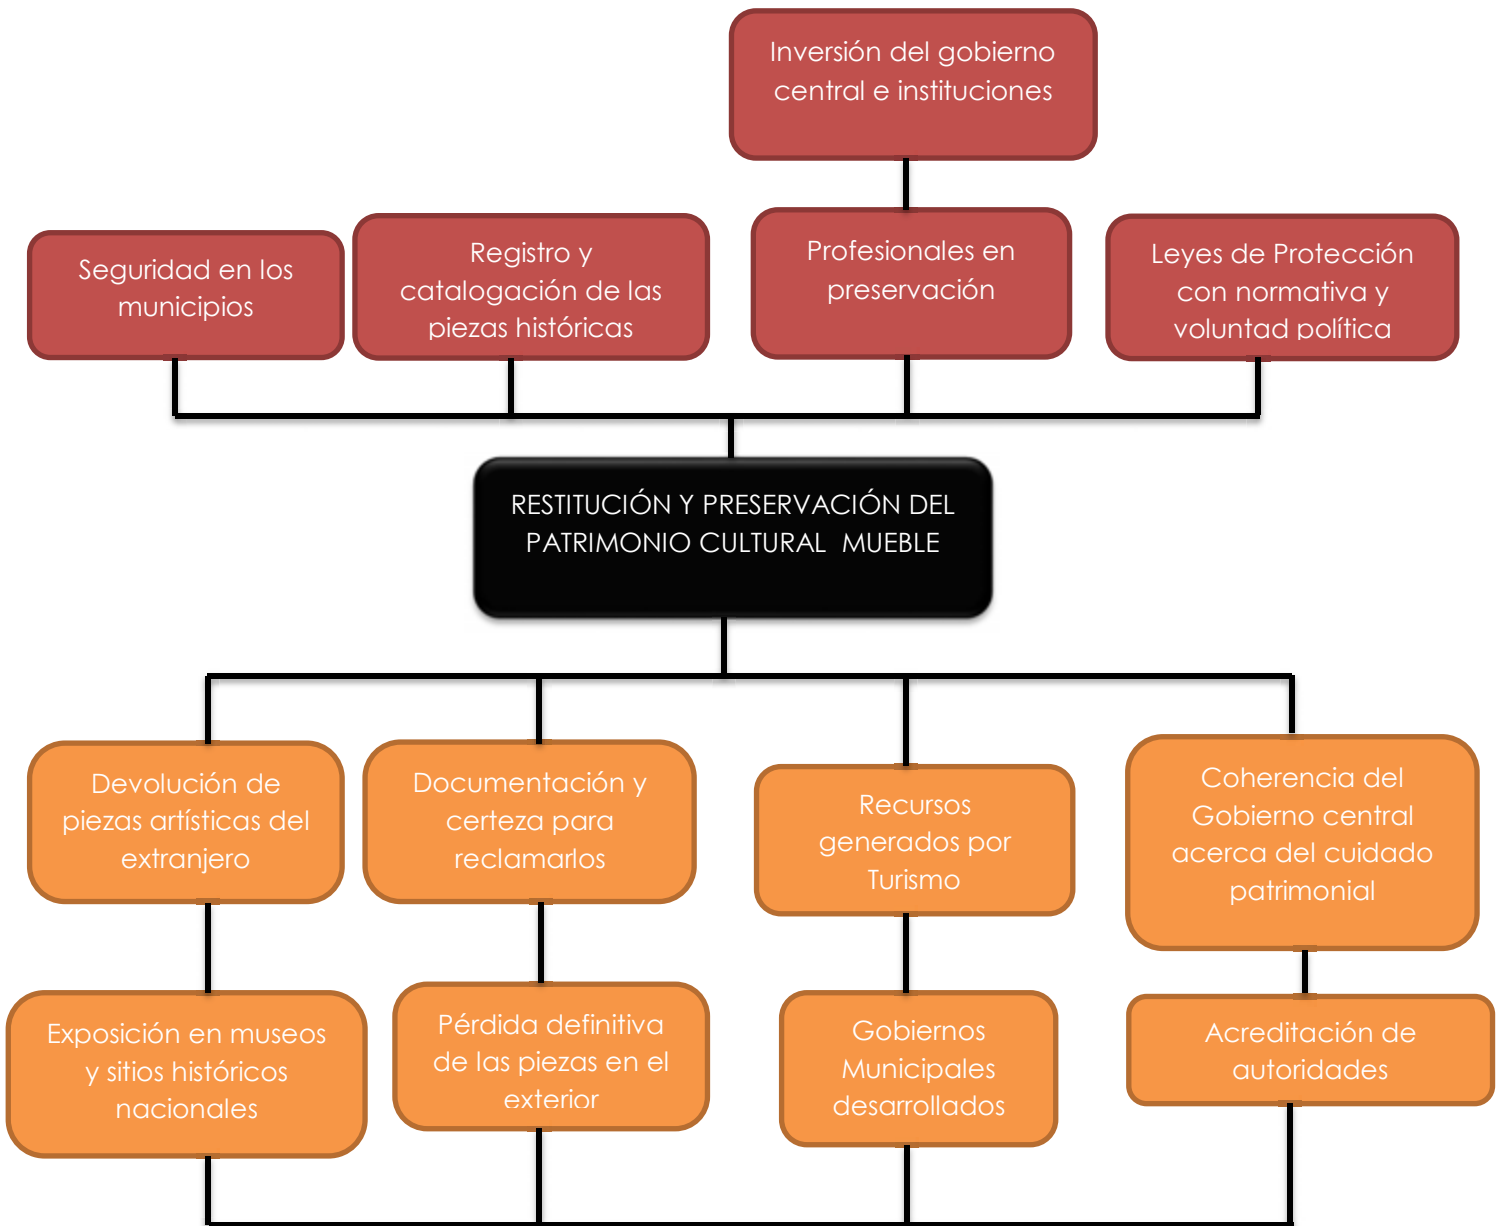 Inversión del gobierno
central e instituciones
Seguridad en los
municipios
Registro y
catalogación de las
piezas históricas
Profesionales en
preservación
Leyes de Protección
con normativa y
voluntad política
RESTITUCIÓN Y PRESERVACIÓN DEL
PATRIMONIO CULTURAL MUEBLE
Devolución de
piezas artísticas del
extranjero
Documentación y
certeza para
reclamarlos
Recursos
generados por
Turismo
Coherencia del
Gobierno central
acerca del cuidado
patrimonial
Exposición en museos
y sitios históricos
nacionales
Pérdida definitiva
de las piezas en el
exterior
Gobiernos
Municipales
desarrollados
Acreditación de
autoridades